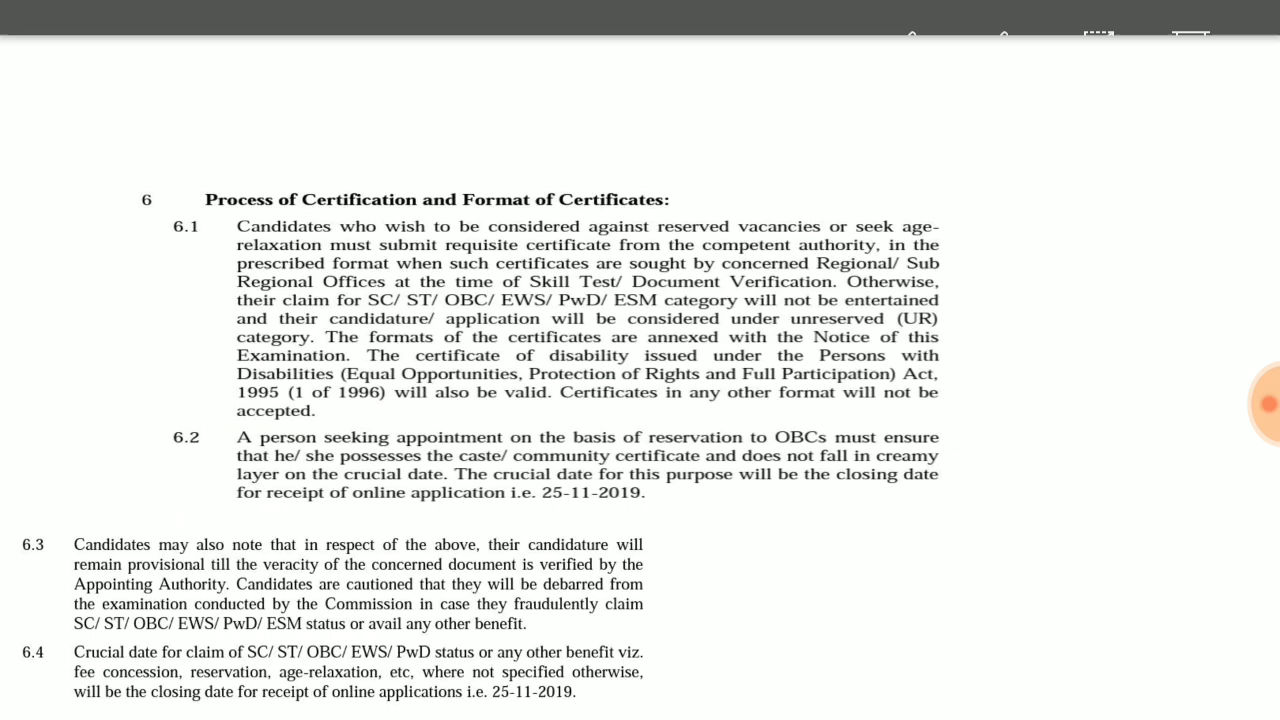 6 Process of Certification and Format of Certificates:
6.1 Candidates who wish to be considered against reserved vacancies or seek age-
relaxation must submit requisite certificate from the competent authority, in the
prescribed format when such certificates are sought by concerned Regional/ Sub
Regional Offices at the time of Skill Test/ Document Verification. Otherwise,
their claim for SC/ ST/ OBC/ EWS/ PwD/ ESM category will not be entertained
and their candidature/ application will be considered under unreserved (UR)
category. The formats of the certificates are annexed with the Notice of this
Examination. The certificate of disability issued under the Persons with
Disabilities (Equal Opportunities, Protection of Rights and Full Participation) Act,
1995 (1 of 1996) will also be valid. Certificates in any other format will not be
accepted.
6.2 A person seeking appointment on the basis of reservation to OBCs must ensure
that he/ she possesses the caste/ community certificate and does not fall in creamy
layer on the crucial date. The crucial date for this purpose will be the closing date
for receipt of online application i.e. 25-11-2019.
6.3 Candidates may also note that in respect of the above, their candidature will
remain provisional till the veracity of the concerned document is verified by the
Appointing Authority. Candidates are cautioned that they will be debarred from
the examination conducted by the Commission in case they fraudulently claim
SC/ ST/ OBC/ EWS/ PwD/ ESM status or avail any other benefit.
6.4 Crucial date for claim of SC/ ST/ OBC/ EWS/ PwD status or any other benefit viz.
fee concession, reservation, age-relaxation, etc, where not specified otherwise,
will be the closing date for receipt of online applications i.e. 25-11-2019.